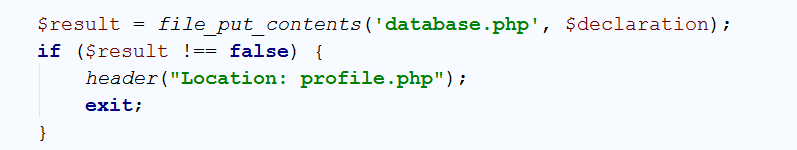 $result = file_put_contents('database.php', $declaration);
if ($result !== false) {
    header("Location: profile.php");
    exit;
}